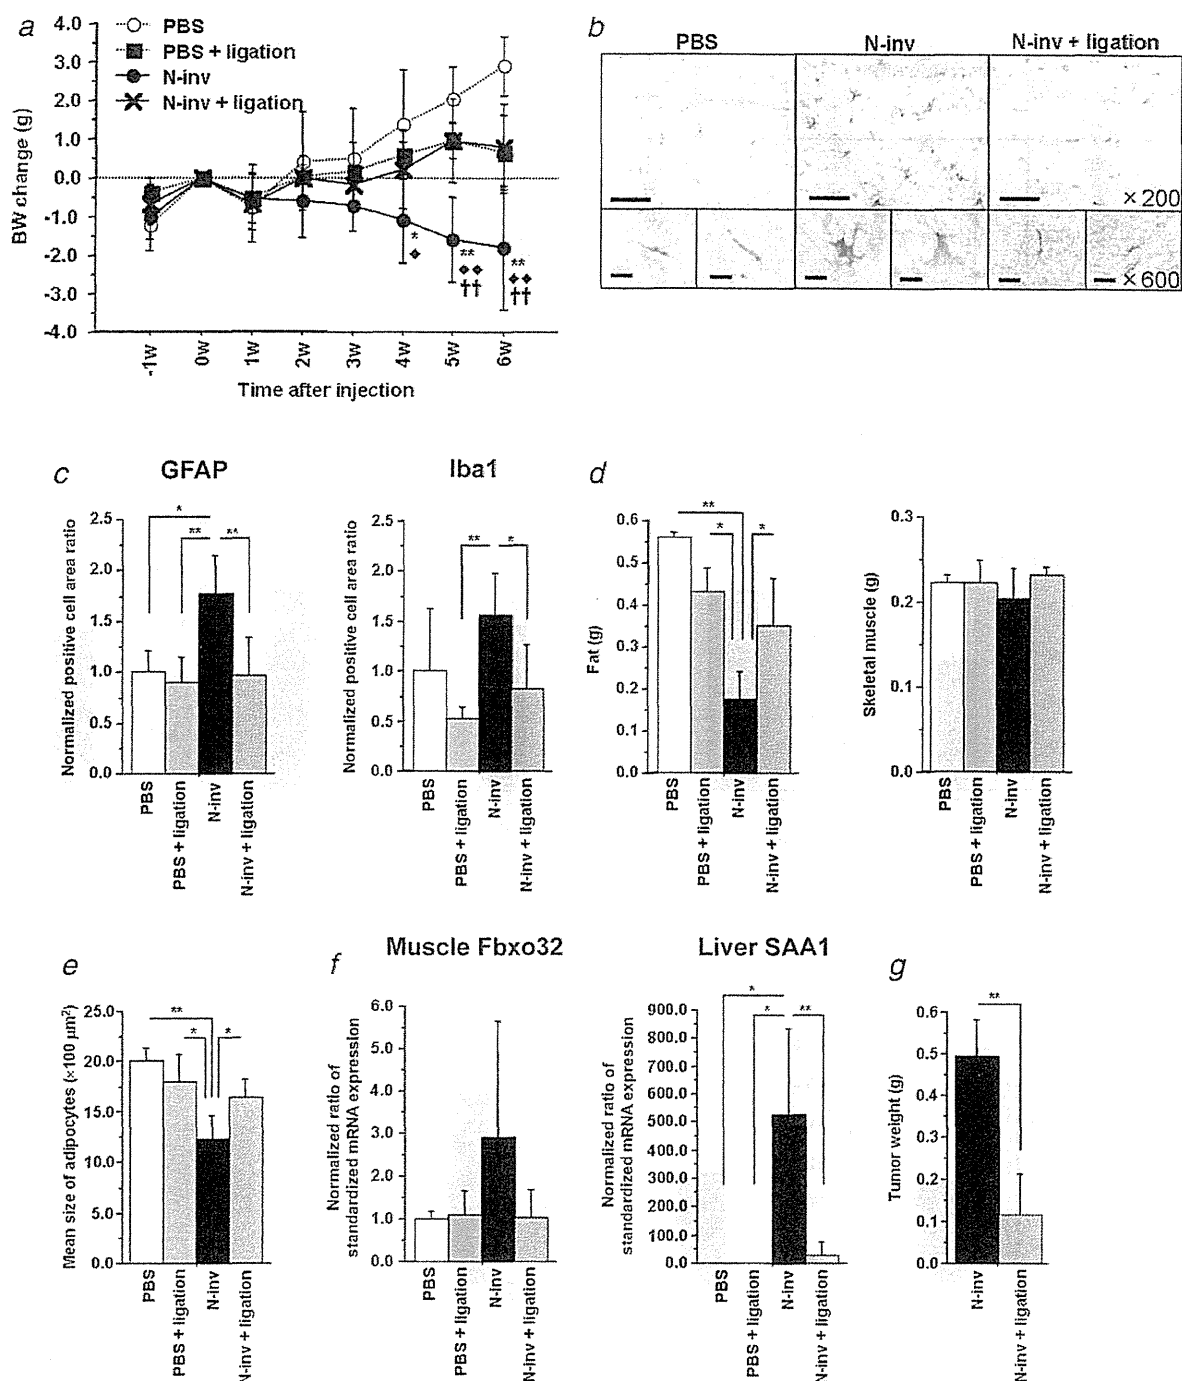 a
4.0
3.0
2.0
1.0
0.0
-1.0
-2.0
-3.0
-4.0
BW change (g)
PBS
PBS + ligation
N-inv
N-inv + ligation
*
**
††
**
††
-1w
0w
1w
2w
3w
4w
5w
6w
Time after injection
b
PBS
N-inv
N-inv + ligation
×200
×600
c
GFAP
Normalized positive cell area ratio
2.5
2.0
1.5
1.0
0.5
0.0
*
**
**
PBS
PBS + ligation
N-inv
N-inv + ligation
Iba1
Normalized positive cell area ratio
2.5
2.0
1.5
1.0
0.5
0.0
**
*
PBS
PBS + ligation
N-inv
N-inv + ligation
d
Fat (g)
0.6
0.5
0.4
0.3
0.2
0.1
0.0
**
*
*
PBS
PBS + ligation
N-inv
N-inv + ligation
Skeletal muscle (g)
0.3
0.2
0.1
0.0
PBS
PBS + ligation
N-inv
N-inv + ligation
e
Mean size of adipocytes (×100 µm²)
25.0
20.0
15.0
10.0
5.0
0.0
**
*
*
PBS
PBS + ligation
N-inv
N-inv + ligation
f
Muscle Fbxo32
Normalized ratio of
standardized mRNA expression
6.0
5.0
4.0
3.0
2.0
1.0
0.0
PBS
PBS + ligation
N-inv
N-inv + ligation
Liver SAA1
Normalized ratio of
standardized mRNA expression
900.0
800.0
700.0
600.0
500.0
400.0
300.0
200.0
100.0
0.0
*
*
**
PBS
PBS + ligation
N-inv
N-inv + ligation
g
Tumor weight (g)
0.6
0.5
0.4
0.3
0.2
0.1
0.0
**
N-inv
N-inv + ligation